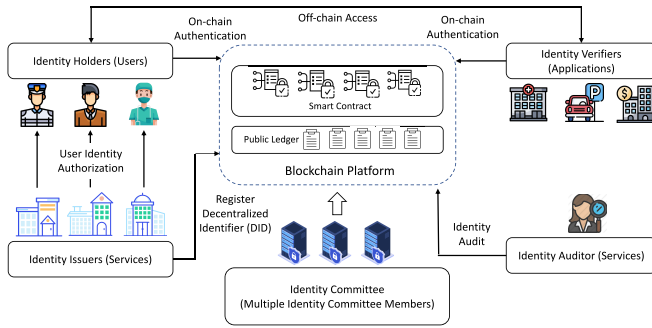 Off-chain Access
On-chain
Authentication
On-chain
Authentication
Identity Holders (Users)
Identity Verifiers
(Applications)
Smart Contract
P
$
Public Ledger
User Identity
Authorization
Blockchain Platform
Register
Decentralized
Identifier (DID)
Identity
Audit
Identity Issuers (Services)
Identity Auditor (Services)
Identity Committee
(Multiple Identity Committee Members)